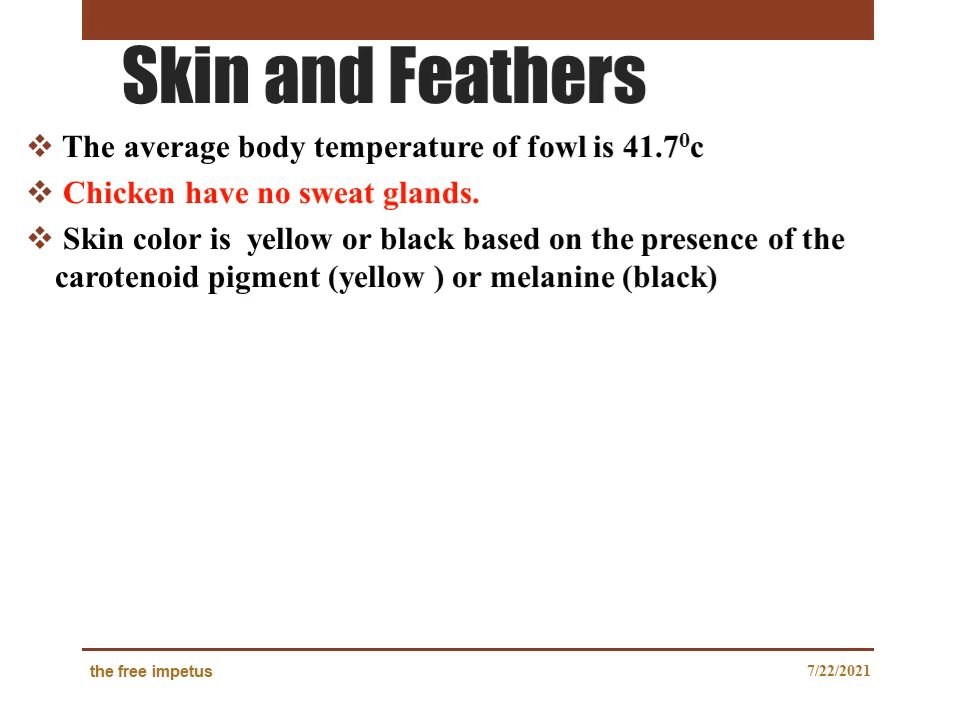 Skin and Feathers
❖ The average body temperature of fowl is 41.7⁰c
❖ Chicken have no sweat glands.
❖ Skin color is  yellow or black based on the presence of the
carotenoid pigment (yellow ) or melanine (black)
the free impetus
7/22/2021